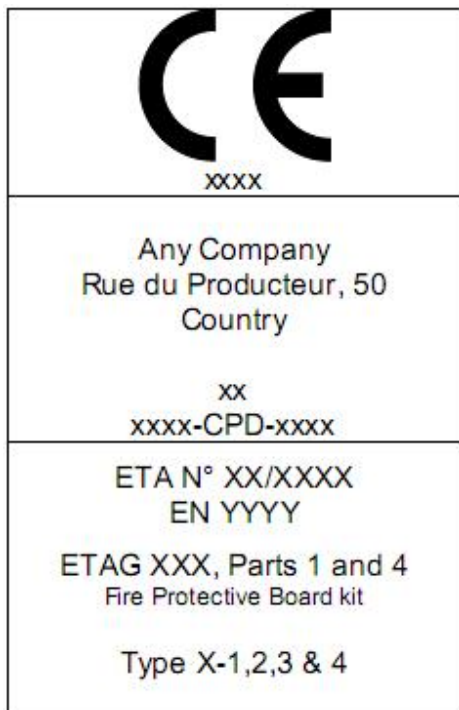 CE
xxxx
Any Company
Rue du Producteur, 50
Country
xx
xxxx-CPD-xxxx
ETA N° XX/XXXX
EN YYYY
ETAG XXX, Parts 1 and 4
Fire Protective Board kit
Type X-1,2,3 & 4